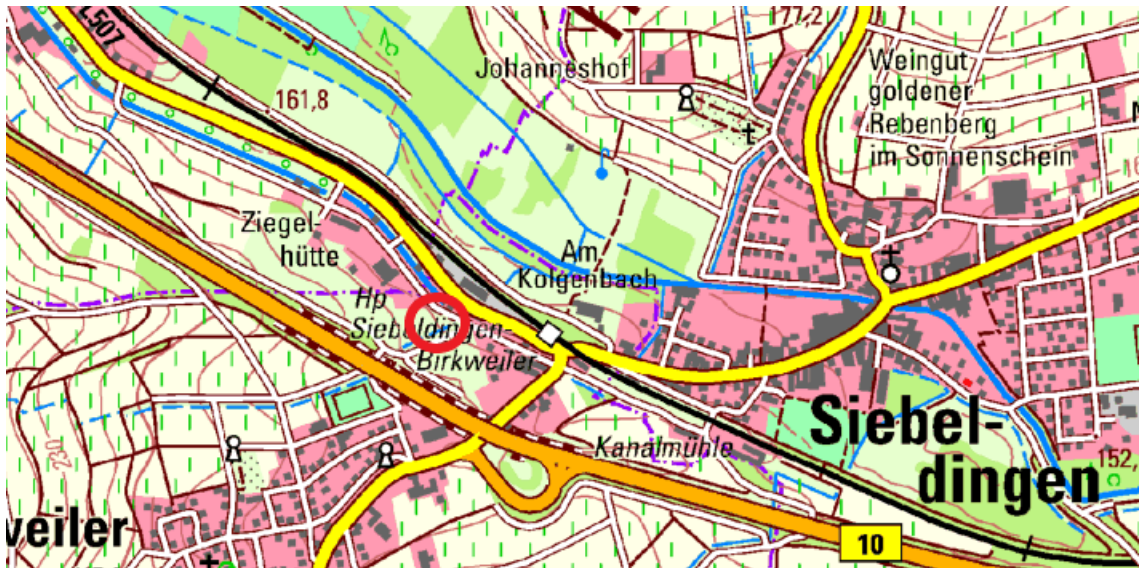 L507
177,2
Johanneshof
161,8
Weingut
goldener
Rebenberg
im Sonnenschein
Ziegel-
hütte
Am
Kolgenbach
Hp
Siebeldingen-
Birkweiler
Kanalmühle
Siebel-
dingen
230
152,
weiler
10